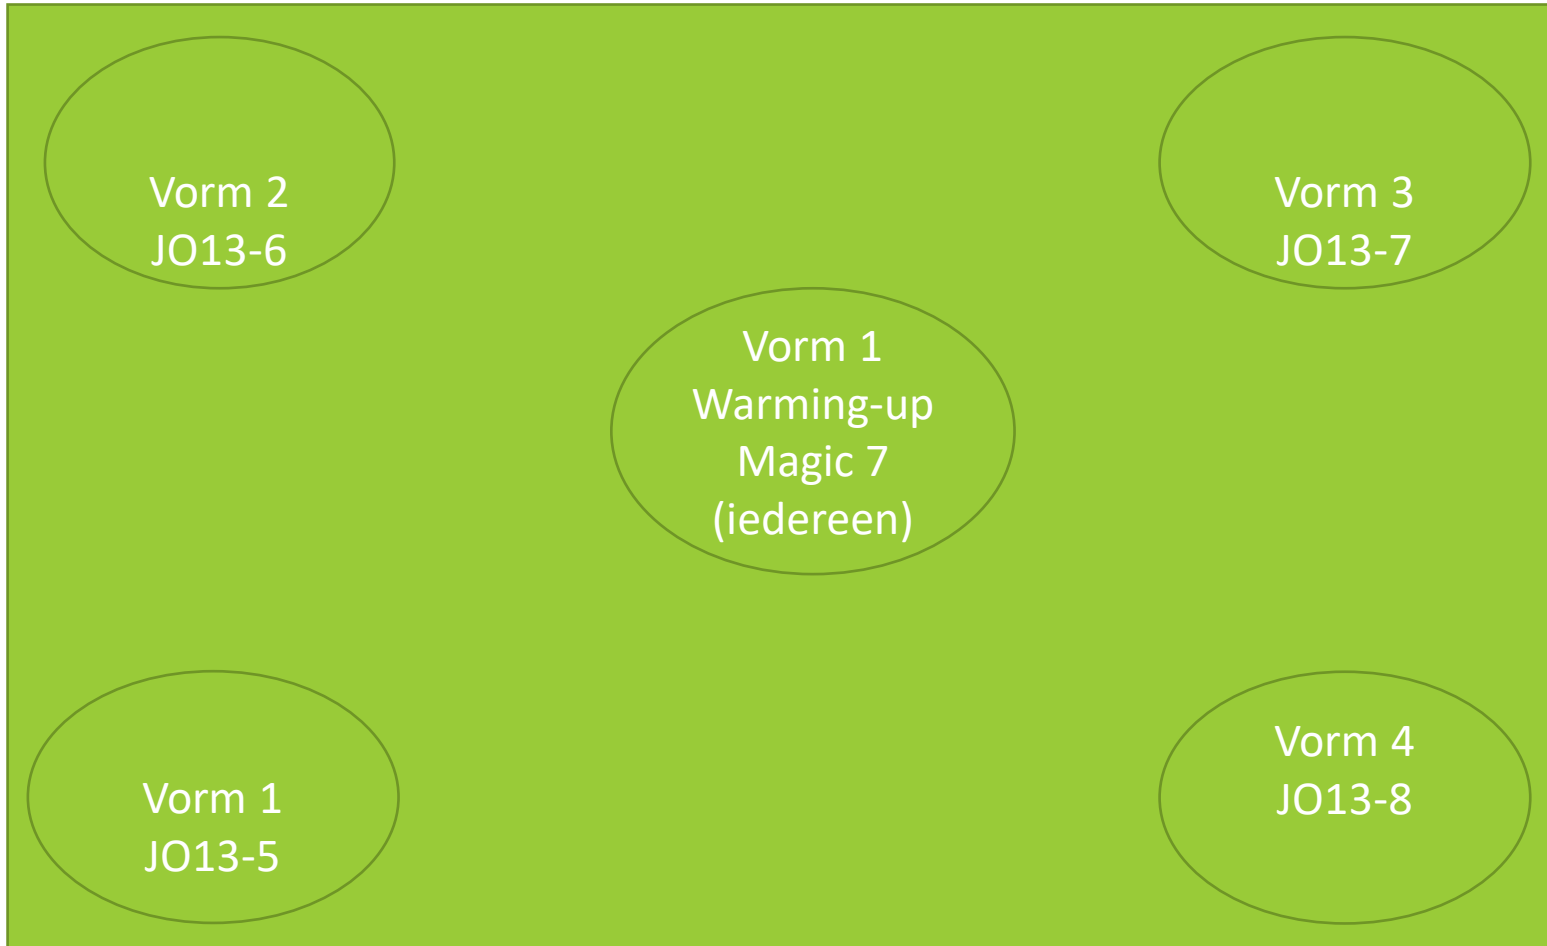 Vorm 2
JO13-6
Vorm 3
JO13-7
Vorm 1
Warming-up
Magic 7
(iedereen)
Vorm 1
JO13-5
Vorm 4
JO13-8